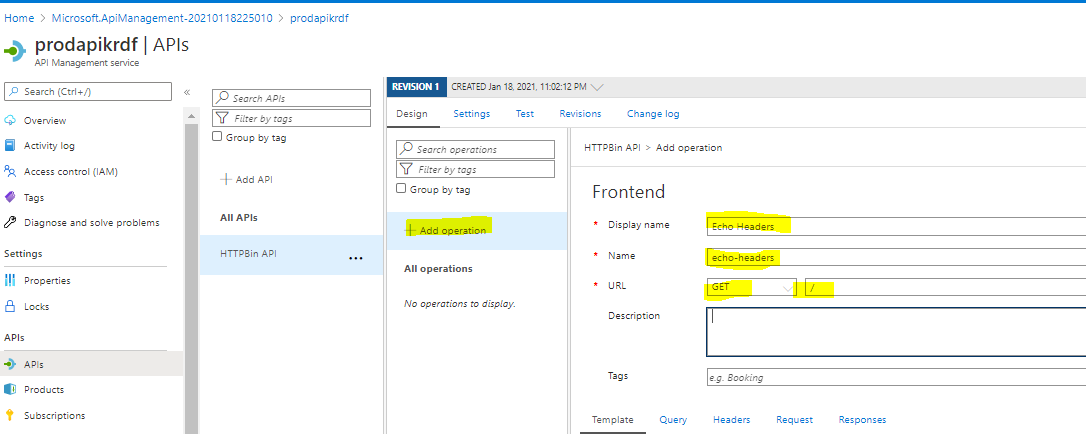 Home > Microsoft.ApiManagement-20210118225010 > prodapikrdf
prodapikrdf | APIs
API Management service
Search (Ctrl+/)
«
Overview
Activity log
Access control (IAM)
Tags
Diagnose and solve problems
Settings
Properties
Locks
APIs
APIs
Products
Subscriptions
Search APIs
Filter by tags
Group by tag
+ Add API
All APIs
HTTPBin API
...
REVISION 1 CREATED Jan 18, 2021, 11:02:12 PM
Design Settings Test Revisions Change log
Search operations
Filter by tags
Group by tag
+ Add operation
All operations
No operations to display.
HTTPBin API > Add operation
Frontend
* Display name Echo Headers
* Name echo-headers
* URL GET /
Description
Tags e.g. Booking
Template Query Headers Request Responses